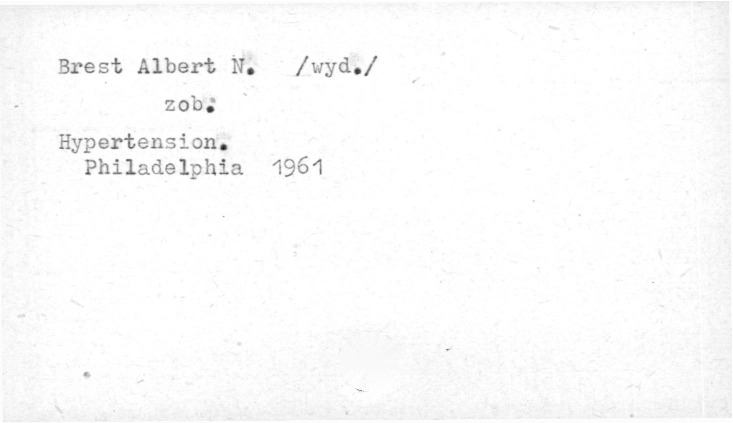 Brest Albert N. /wyd./
zob.
Hypertension.
Philadelphia 1961